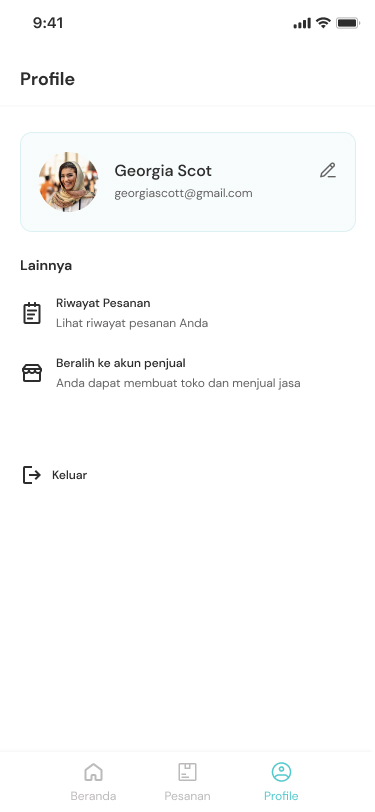 9:41
Profile
Georgia Scot
georgiascott@gmail.com
Lainnya
Riwayat Pesanan
Lihat riwayat pesanan Anda
Beralih ke akun penjual
Anda dapat membuat toko dan menjual jasa
Keluar
Beranda
Pesanan
Profile